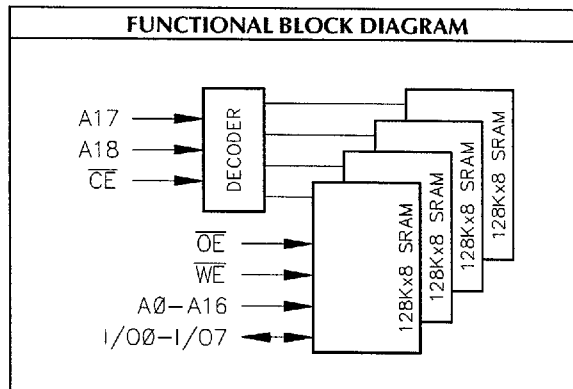 FUNCTIONAL BLOCK DIAGRAM
A17
A18
CE
DECODER
OE
WE
AØ-A16
I/OØ-I/O7
128Kx8 SRAM
128Kx8 SRAM
128Kx8 SRAM
128Kx8 SRAM